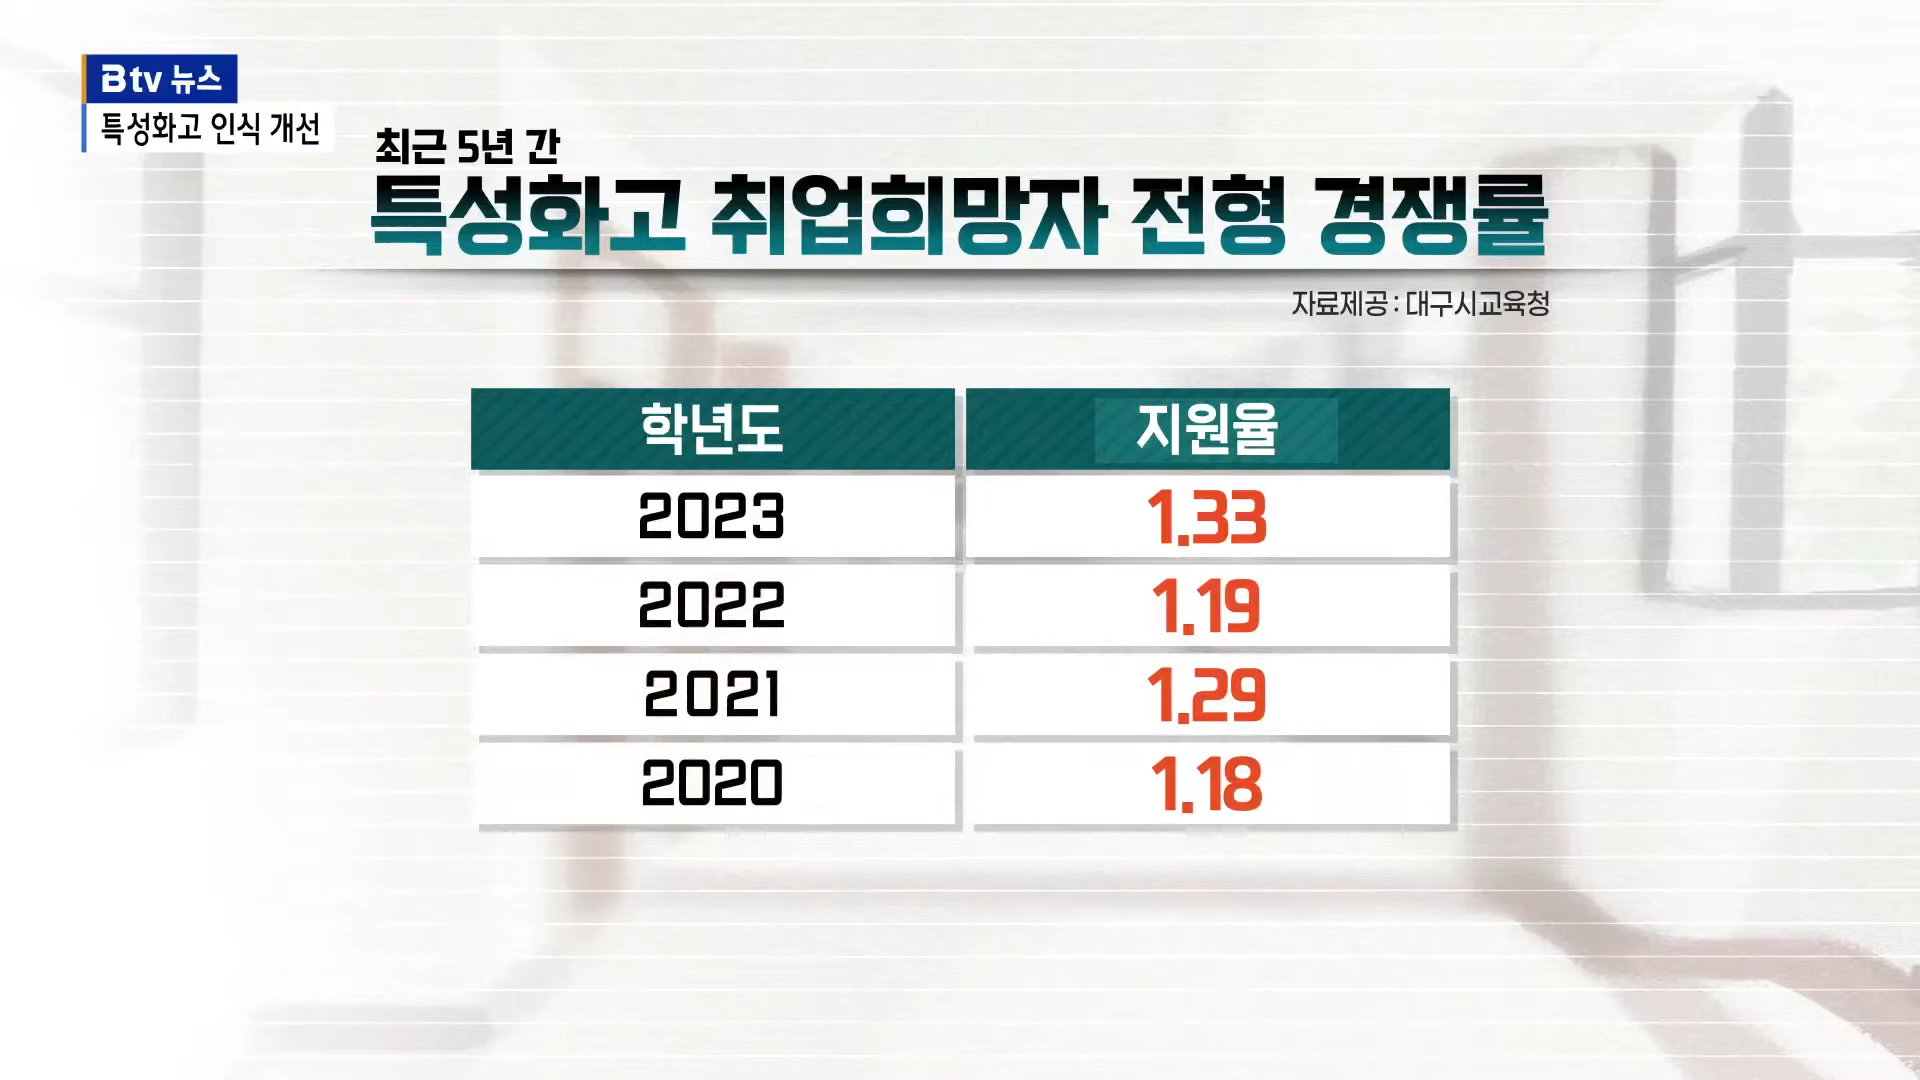 Btv 뉴스
특성화고 인식 개선
최근 5년 간
특성화고 취업희망자 전형 경쟁률
자료제공 : 대구시교육청
학년도 지원율
2023 1.33
2022 1.19
2021 1.29
2020 1.18